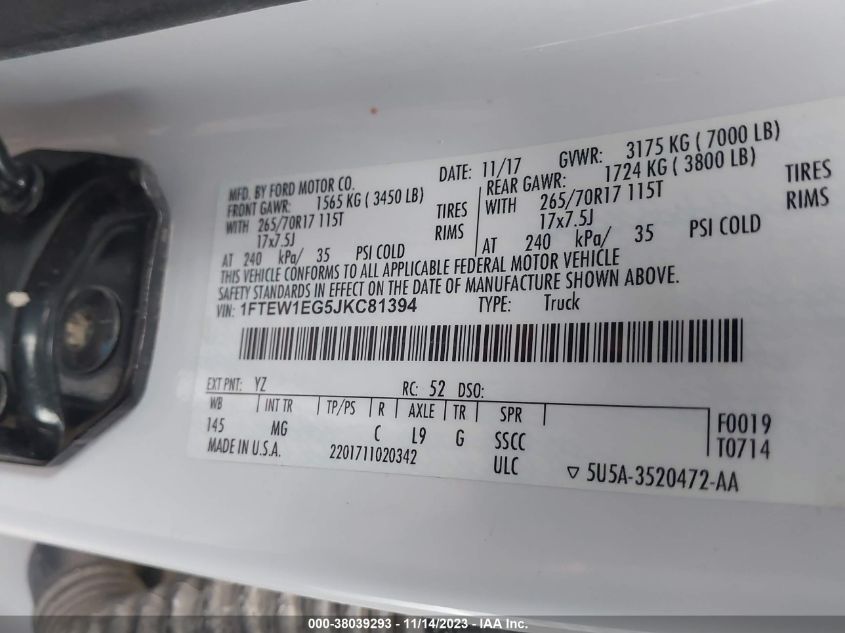 MFD. BY FORD MOTOR CO. DATE: 11/17 GVWR: 3175 KG ( 7000 LB)
FRONT GAWR: 1565 KG ( 3450 LB) REAR GAWR: 1724 KG ( 3800 LB)
WITH 265/70R17 115T TIRES WITH 265/70R17 115T TIRES
17x7.5J RIMS 17x7.5J RIMS
AT 240 kPa/ 35 PSI COLD AT 240 kPa/ 35 PSI COLD
THIS VEHICLE CONFORMS TO ALL APPLICABLE FEDERAL MOTOR VEHICLE
SAFETY STANDARDS IN EFFECT ON THE DATE OF MANUFACTURE SHOWN ABOVE.
VIN: 1FTEW1EG5JKC81394 TYPE: Truck
EXT PNT: YZ RC: 52 DSO:
WB INT TR TP/PS R AXLE TR SPR F0019
145 MG C L9 G SSCC T0714
MADE IN U.S.A. 2201711020342 ULC ▽ 5U5A-3520472-AA
000-38039293 - 11/14/2023 - IAA Inc.